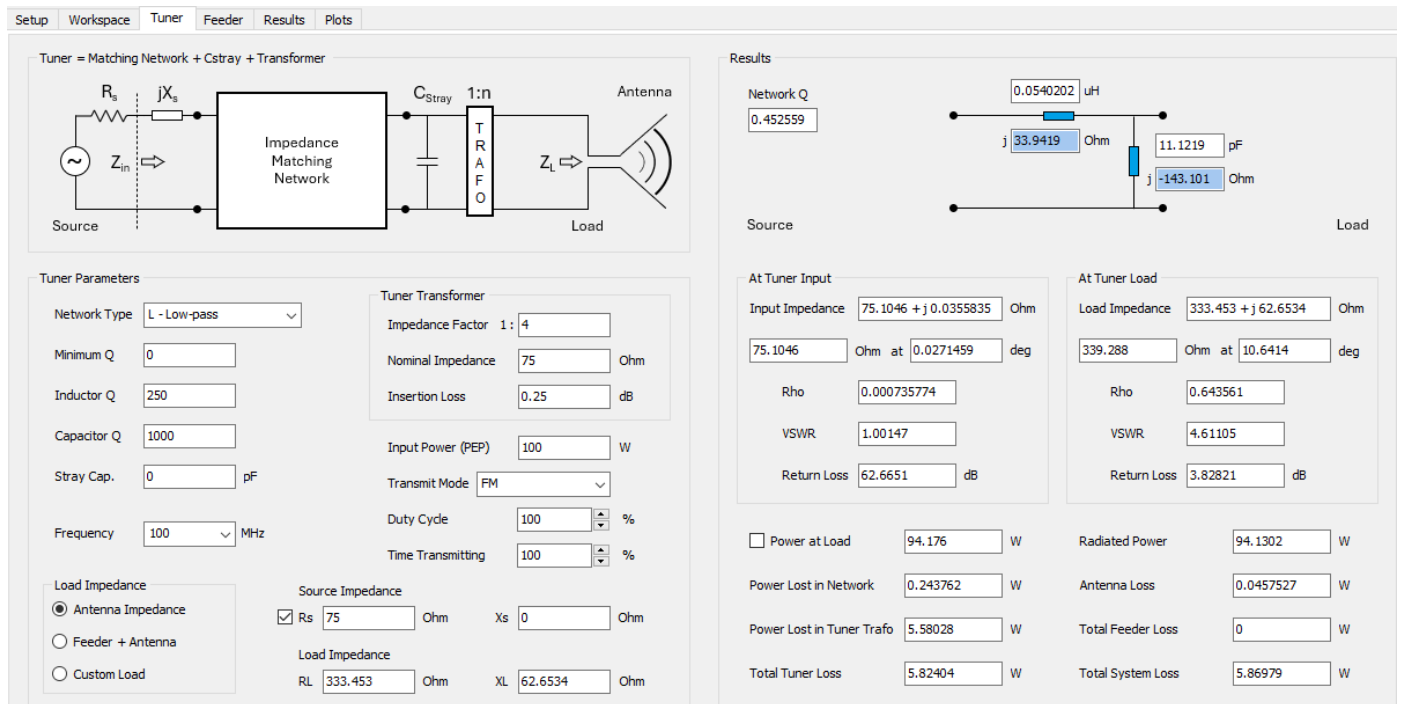 Setup Workspace Tuner Feeder Results Plots
Tuner = Matching Network + Cstray + Transformer
Rs jXs CStray 1:n Antenna
Impedance
Matching
Network
T
R
A
F
O
~ Zin ZL
Source Load
Tuner Parameters
Network Type L - Low-pass
Minimum Q 0
Inductor Q 250
Capacitor Q 1000
Stray Cap. 0 pF
Frequency 100 MHz
Tuner Transformer
Impedance Factor 1 : 4
Nominal Impedance 75 Ohm
Insertion Loss 0.25 dB
Input Power (PEP) 100 W
Transmit Mode FM
Duty Cycle 100 %
Time Transmitting 100 %
Load Impedance
Antenna Impedance
Feeder + Antenna
Custom Load
Source Impedance
Rs 75 Ohm Xs 0 Ohm
Load Impedance
RL 333.453 Ohm XL 62.6534 Ohm
Results
Network Q
0.452559
0.0540202 uH
j 33.9419 Ohm
11.1219 pF
j -143.101 Ohm
Source Load
At Tuner Input
Input Impedance 75.1046 + j 0.0355835 Ohm
75.1046 Ohm at 0.0271459 deg
Rho 0.000735774
VSWR 1.00147
Return Loss 62.6651 dB
At Tuner Load
Load Impedance 333.453 + j 62.6534 Ohm
339.288 Ohm at 10.6414 deg
Rho 0.643561
VSWR 4.61105
Return Loss 3.82821 dB
Power at Load 94.176 W
Power Lost in Network 0.243762 W
Power Lost in Tuner Trafo 5.58028 W
Total Tuner Loss 5.82404 W
Radiated Power 94.1302 W
Antenna Loss 0.0457527 W
Total Feeder Loss 0 W
Total System Loss 5.86979 W